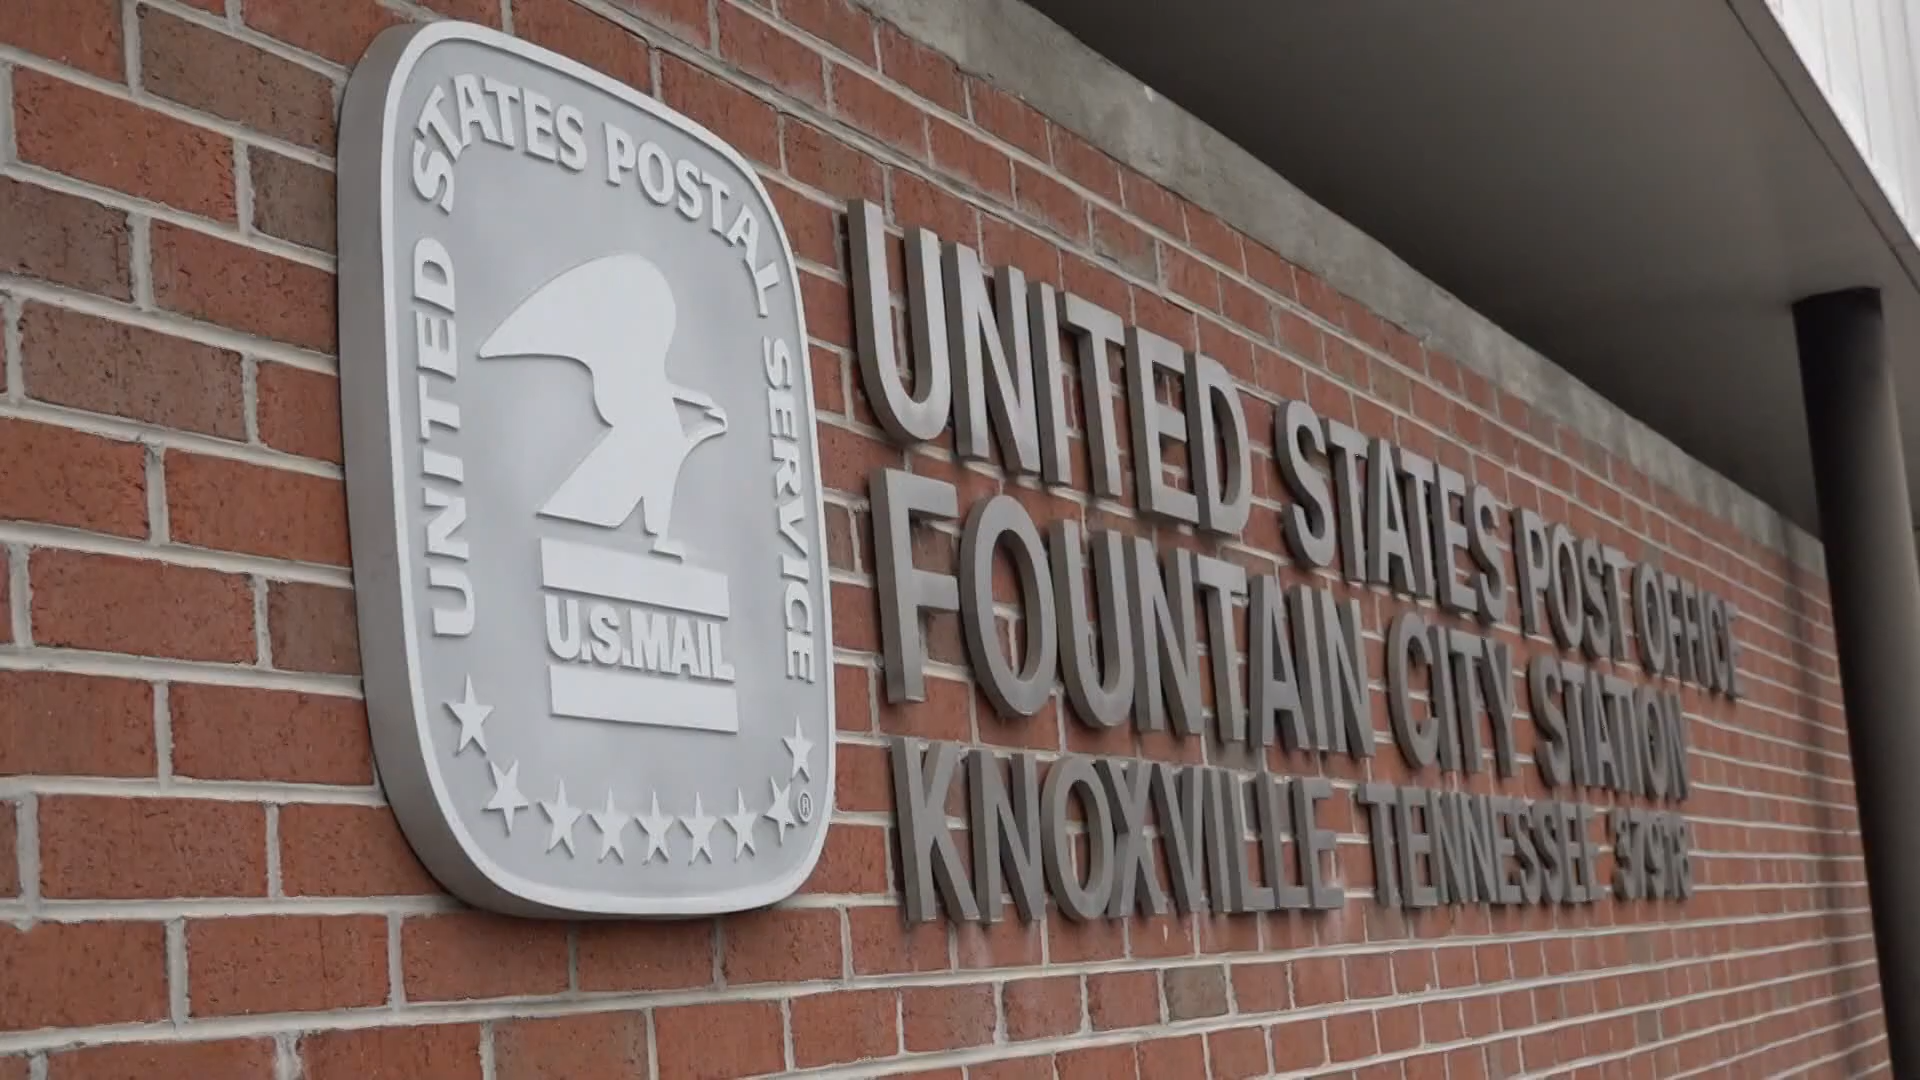 UNITED STATES POSTAL SERVICE
U.S.MAIL
®
UNITED STATES POST OFFICE
FOUNTAIN CITY STATION
KNOXVILLE TENNESSEE 37918